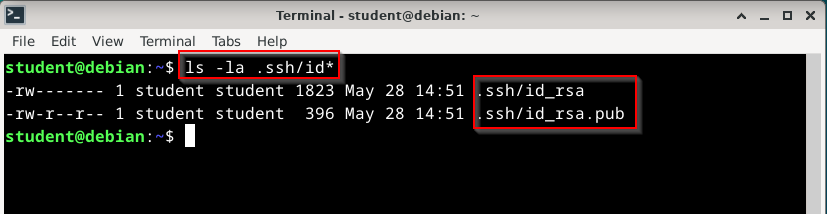 Terminal - student@debian: ~
File Edit View Terminal Tabs Help
student@debian:~$ ls -la .ssh/id*
-rw------- 1 student student 1823 May 28 14:51 .ssh/id_rsa
-rw-r--r-- 1 student student  396 May 28 14:51 .ssh/id_rsa.pub
student@debian:~$